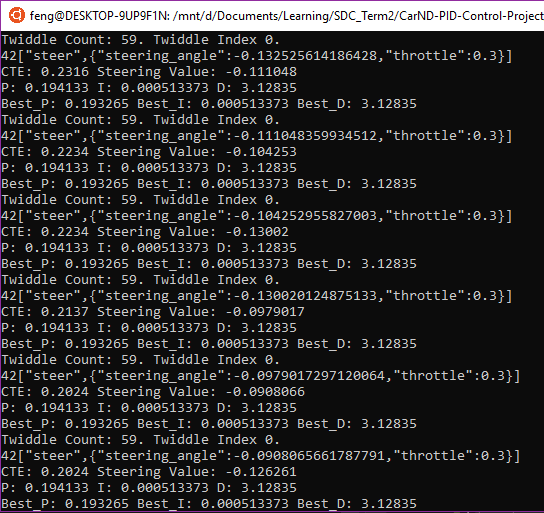 feng@DESKTOP-9UP9F1N: /mnt/d/Documents/Learning/SDC_Term2/CarND-PID-Control-Project
Twiddle Count: 59. Twiddle Index 0.
42["steer",{"steering_angle":-0.132525614186428,"throttle":0.3}]
CTE: 0.2316 Steering Value: -0.111048
P: 0.194133 I: 0.000513373 D: 3.12835
Best_P: 0.193265 Best_I: 0.000513373 Best_D: 3.12835
Twiddle Count: 59. Twiddle Index 0.
42["steer",{"steering_angle":-0.111048359934512,"throttle":0.3}]
CTE: 0.2234 Steering Value: -0.104253
P: 0.194133 I: 0.000513373 D: 3.12835
Best_P: 0.193265 Best_I: 0.000513373 Best_D: 3.12835
Twiddle Count: 59. Twiddle Index 0.
42["steer",{"steering_angle":-0.104252955827003,"throttle":0.3}]
CTE: 0.2234 Steering Value: -0.13002
P: 0.194133 I: 0.000513373 D: 3.12835
Best_P: 0.193265 Best_I: 0.000513373 Best_D: 3.12835
Twiddle Count: 59. Twiddle Index 0.
42["steer",{"steering_angle":-0.130020124875133,"throttle":0.3}]
CTE: 0.2137 Steering Value: -0.0979017
P: 0.194133 I: 0.000513373 D: 3.12835
Best_P: 0.193265 Best_I: 0.000513373 Best_D: 3.12835
Twiddle Count: 59. Twiddle Index 0.
42["steer",{"steering_angle":-0.0979017297120064,"throttle":0.3}]
CTE: 0.2024 Steering Value: -0.0908066
P: 0.194133 I: 0.000513373 D: 3.12835
Best_P: 0.193265 Best_I: 0.000513373 Best_D: 3.12835
Twiddle Count: 59. Twiddle Index 0.
42["steer",{"steering_angle":-0.0908065661787791,"throttle":0.3}]
CTE: 0.2024 Steering Value: -0.126261
P: 0.194133 I: 0.000513373 D: 3.12835
Best_P: 0.193265 Best_I: 0.000513373 Best_D: 3.12835